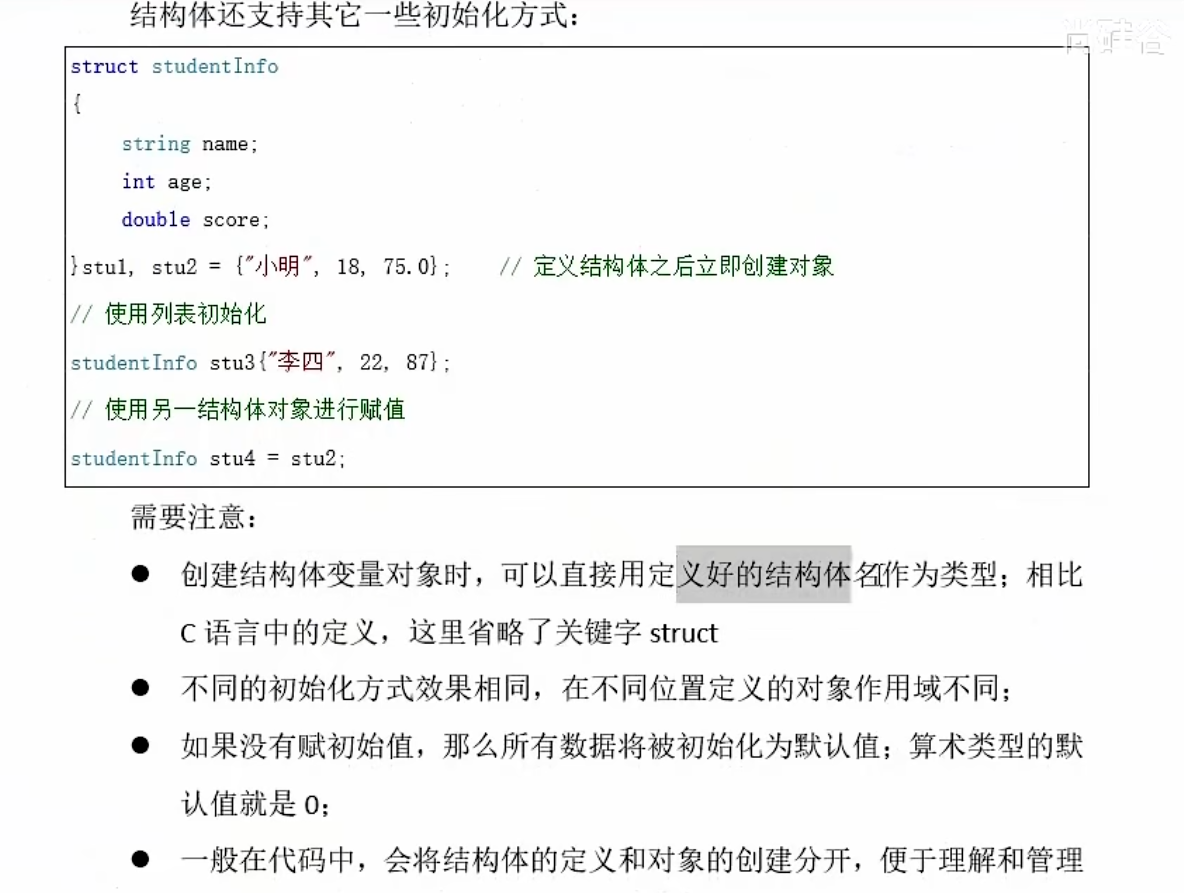 结构体还支持其它一些初始化方式：
尚硅谷
struct studentInfo
{
string name;
int age;
double score;
}stu1, stu2 = {"小明", 18, 75.0};    // 定义结构体之后立即创建对象
// 使用列表初始化
studentInfo stu3{"李四", 22, 87};
// 使用另一结构体对象进行赋值
studentInfo stu4 = stu2;
需要注意：
● 创建结构体变量对象时，可以直接用定义好的结构体名作为类型；相比
C 语言中的定义，这里省略了关键字 struct
● 不同的初始化方式效果相同，在不同位置定义的对象作用域不同；
● 如果没有赋初始值，那么所有数据将被初始化为默认值；算术类型的默
认值就是 0；
● 一般在代码中，会将结构体的定义和对象的创建分开，便于理解和管理